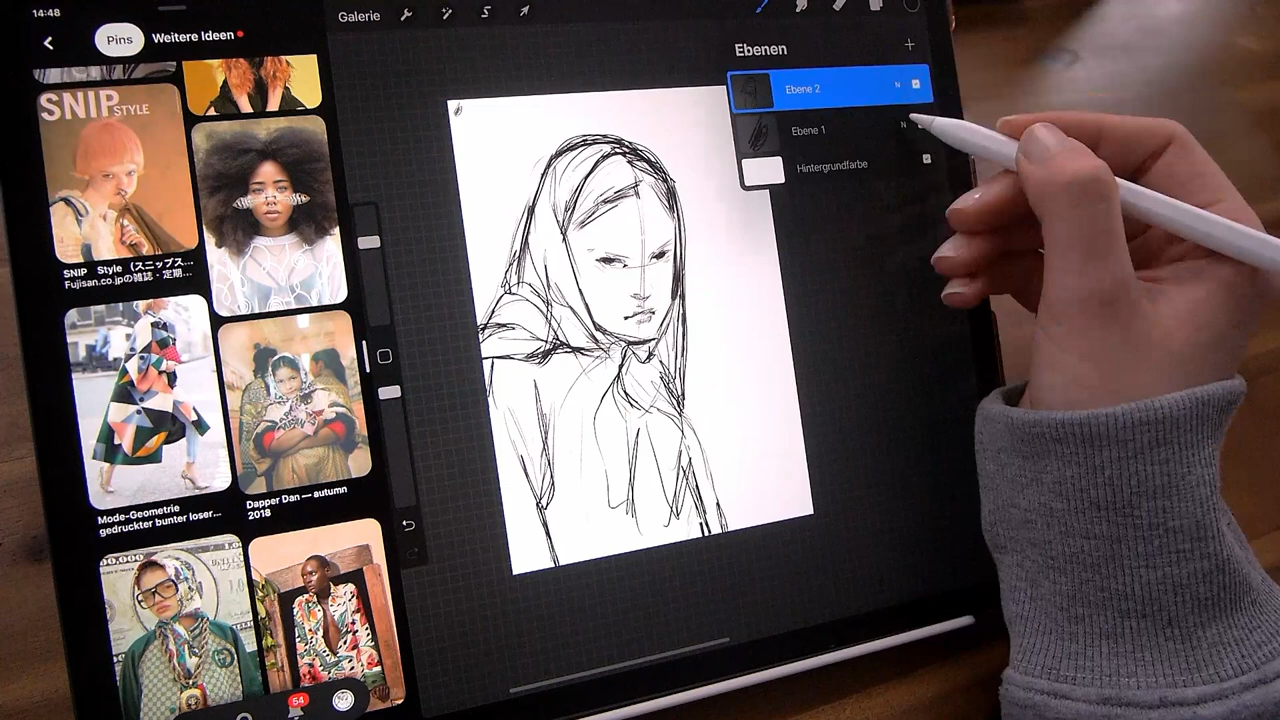 14:48
Pins
Weitere Ideen
SNIP STYLE
SNIP Style (スニップス...
Fujisan.co.jpの雑誌・定期...
Mode-Geometrie
gedruckter bunter loser...
Dapper Dan — autumn
2018
00,000
54
Galerie
Ebenen
Ebene 2
N
Ebene 1
N
Hintergrundfarbe